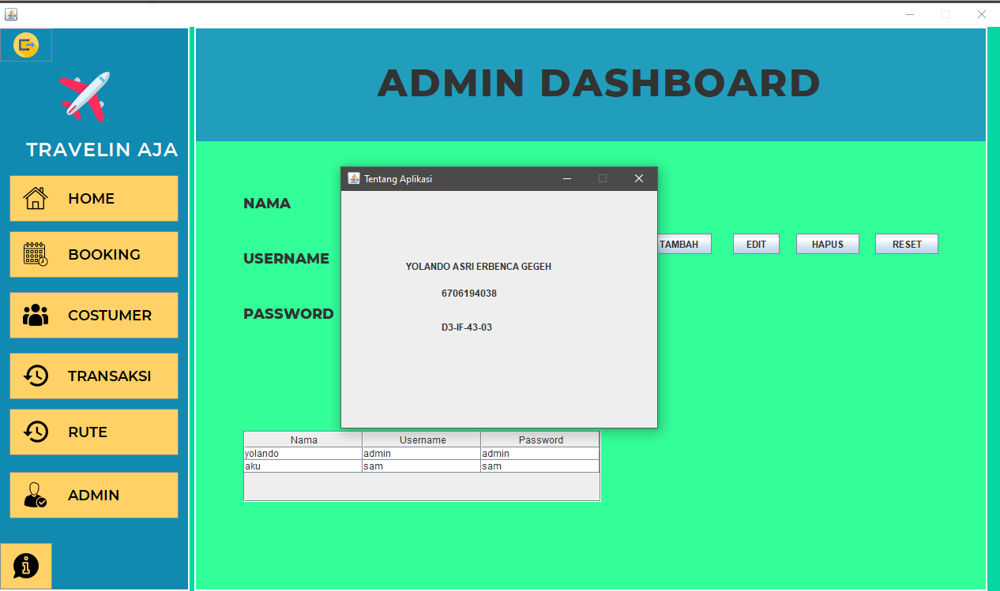 ADMIN DASHBOARD
TRAVELIN AJA
HOME
BOOKING
COSTUMER
TRANSAKSI
RUTE
ADMIN
NAMA
USERNAME
PASSWORD
Tentang Aplikasi
YOLANDO ASRI ERBENCA GEGEH
6706194038
D3-IF-43-03
TAMBAH EDIT HAPUS RESET
Nama Username Password
yolando admin admin
aku sam sam